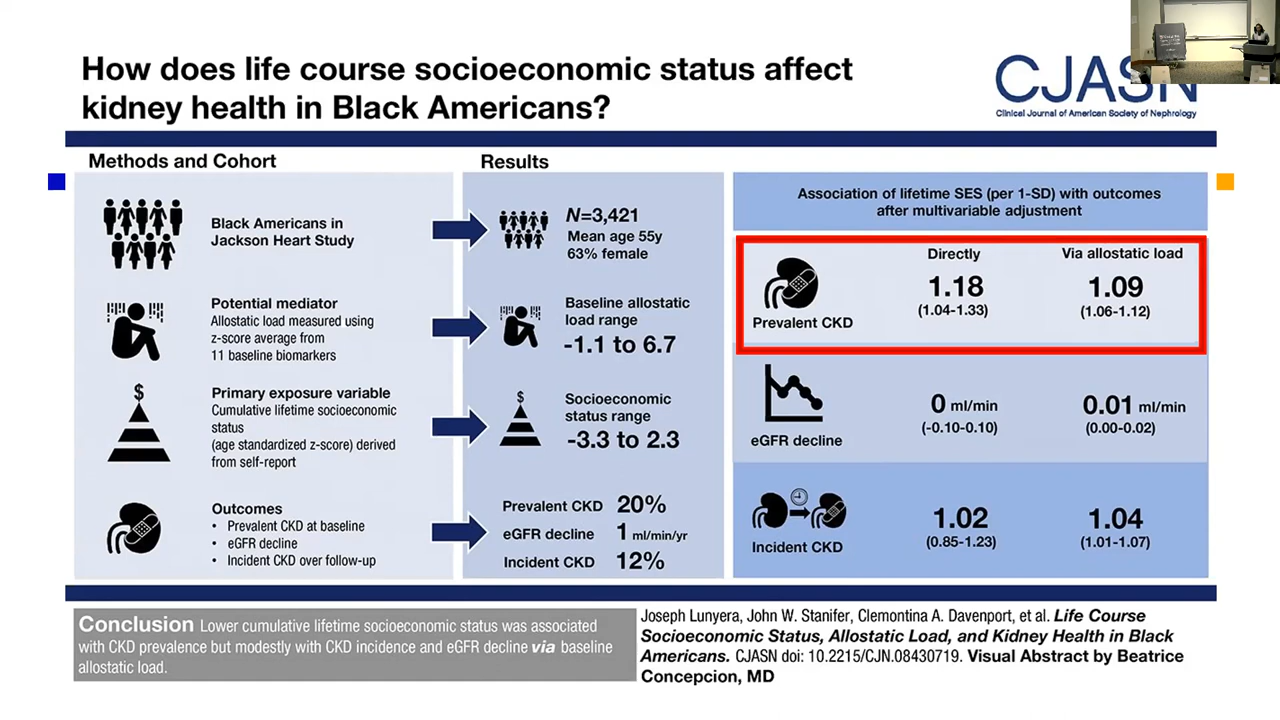 How does life course socioeconomic status affect
kidney health in Black Americans?
CJASN
Clinical Journal of American Society of Nephrology
Methods and Cohort
Black Americans in
Jackson Heart Study
Potential mediator
Allostatic load measured using
z-score average from
11 baseline biomarkers
$
Primary exposure variable
Cumulative lifetime socioeconomic
status
(age standardized z-score) derived
from self-report
Outcomes
• Prevalent CKD at baseline
• eGFR decline
• Incident CKD over follow-up
Results
N=3,421
Mean age 55y
63% female
Baseline allostatic
load range
-1.1 to 6.7
$
Socioeconomic
status range
-3.3 to 2.3
Prevalent CKD 20%
eGFR decline 1 ml/min/yr
Incident CKD 12%
Association of lifetime SES (per 1-SD) with outcomes
after multivariable adjustment
Directly Via allostatic load
Prevalent CKD
1.18 1.09
(1.04-1.33) (1.06-1.12)
eGFR decline
0 ml/min 0.01 ml/min
(-0.10-0.10) (0.00-0.02)
Incident CKD
1.02 1.04
(0.85-1.23) (1.01-1.07)
Conclusion Lower cumulative lifetime socioeconomic status was associated
with CKD prevalence but modestly with CKD incidence and eGFR decline via baseline
allostatic load.
Joseph Lunyera, John W. Stanifer, Clemontina A. Davenport, et al. Life Course
Socioeconomic Status, Allostatic Load, and Kidney Health in Black
Americans. CJASN doi: 10.2215/CJN.08430719. Visual Abstract by Beatrice
Concepcion, MD